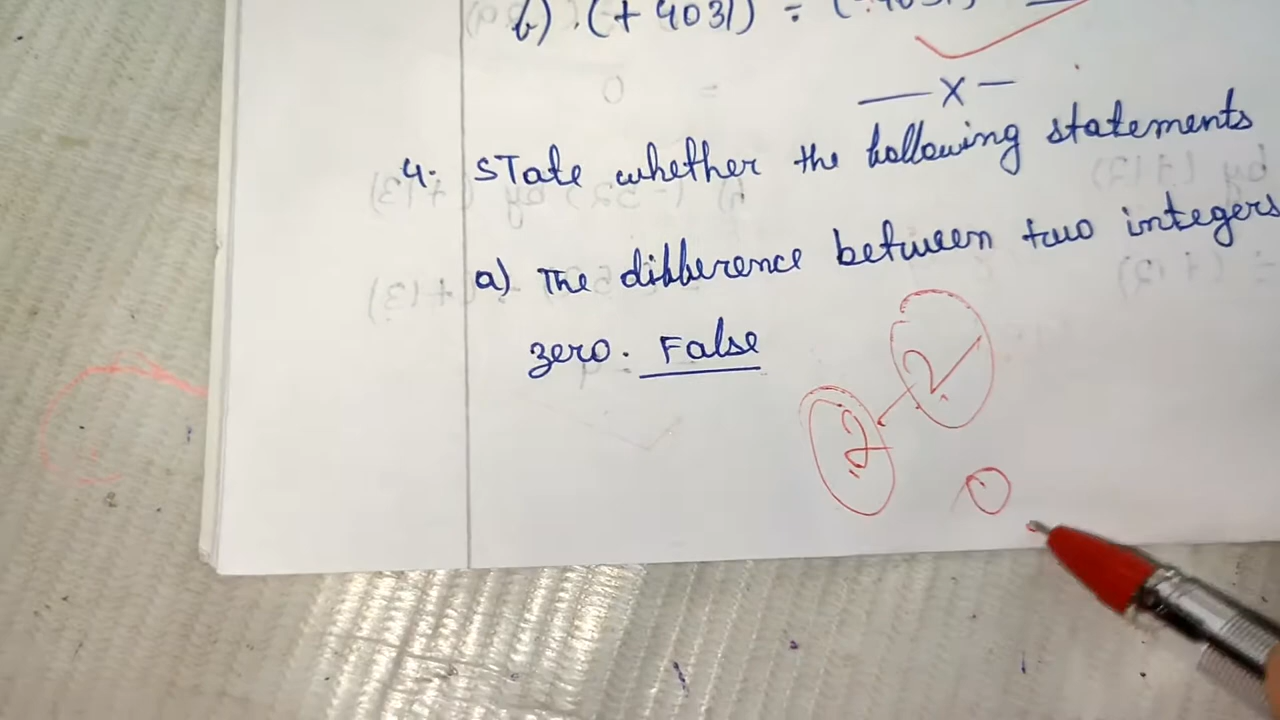 b) (+ 4031) ÷ (-4031)
— x —
4. STate whether the following statements
a) The difference between two integers
zero. False
2
2
0